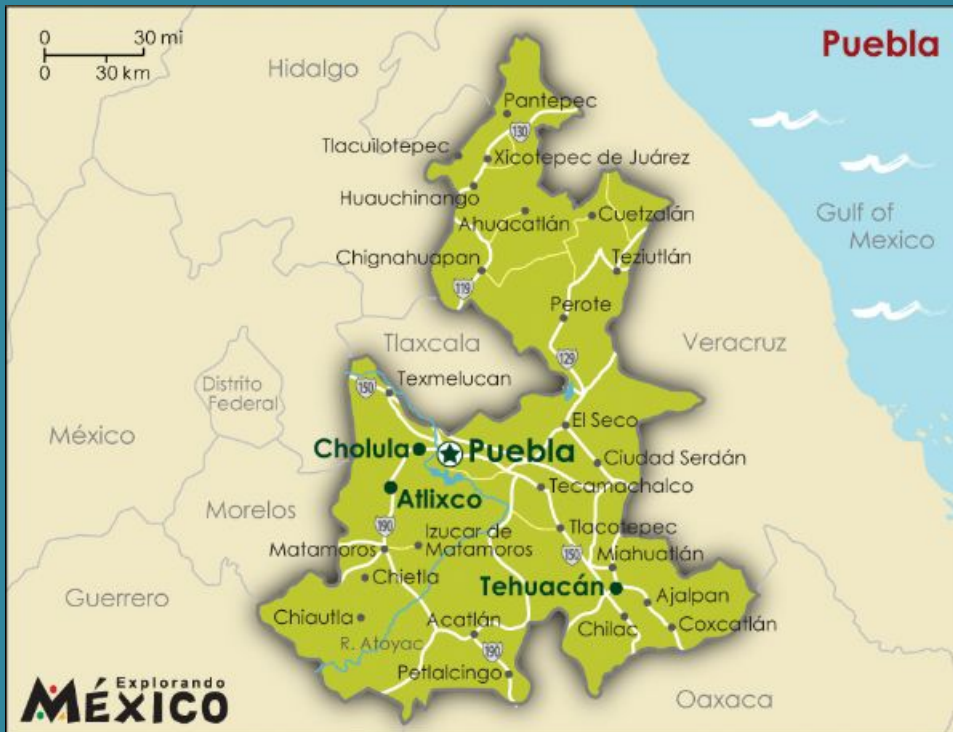 0 30 mi
0 30 km
Puebla
Hidalgo
Pantepec
130
Tlacuilotepec
Xicotepec de Juárez
Huauchinango
Ahuacatlán
Cuetzalán
Gulf of
Mexico
Chignahuapan
Teziutlán
119
Perote
Tlaxcala
Veracruz
129
150
Texmelucan
Distrito
Federal
El Seco
México
Cholula
Puebla
Ciudad Serdán
Tecamachalco
Atlixco
Morelos
190
Izucar de
Matamoros
Tlacotepec
Matamoros
150
Miahuatlán
Chietla
Tehuacán
Guerrero
Ajalpan
Chiautla
Acatlán
Chilac
Coxcatlán
R. Atoyac
190
Petlalcingo
Explorando
MÉXICO
Oaxaca